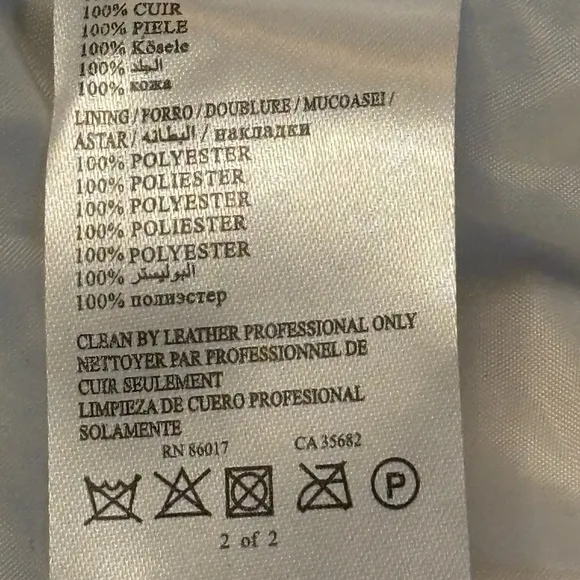 100% CUIR
100% PIELE
100% Kösele
100% الجلد
100% кожа
LINING / FORRO / DOUBLURE / MUCOASEI /
ASTAR / البطانه / накладки
100% POLYESTER
100% POLIESTER
100% POLYESTER
100% POLIESTER
100% POLYESTER
100% البوليستر
100% полиэстер
CLEAN BY LEATHER PROFESSIONAL ONLY
NETTOYER PAR PROFESSIONNEL DE
CUIR SEULEMENT
LIMPIEZA DE CUERO PROFESIONAL
SOLAMENTE
RN 86017 CA 35682
P
2 of 2